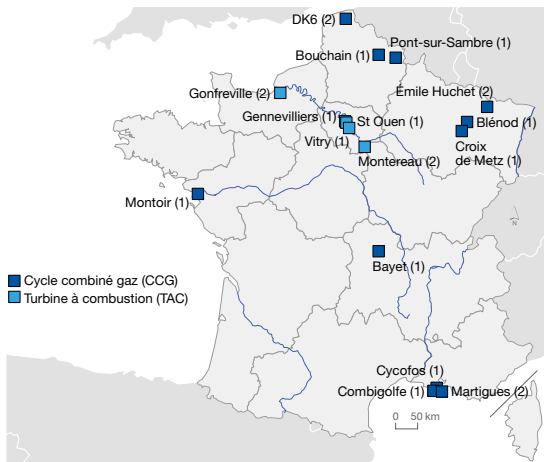 DK6 (2)
Pont-sur-Sambre (1)
Bouchain (1)
Émile Huchet (2)
Gonfreville (2)
Gennevilliers (1)
St Ouen (1)
Blénod (1)
Vitry (1)
Croix
de Metz (1)
Montereau (2)
Montoir (1)
N
Bayet (1)
Cycle combiné gaz (CCG)
Turbine à combustion (TAC)
Cycofos (1)
Combigolfe (1)
Martigues (2)
0 50 km